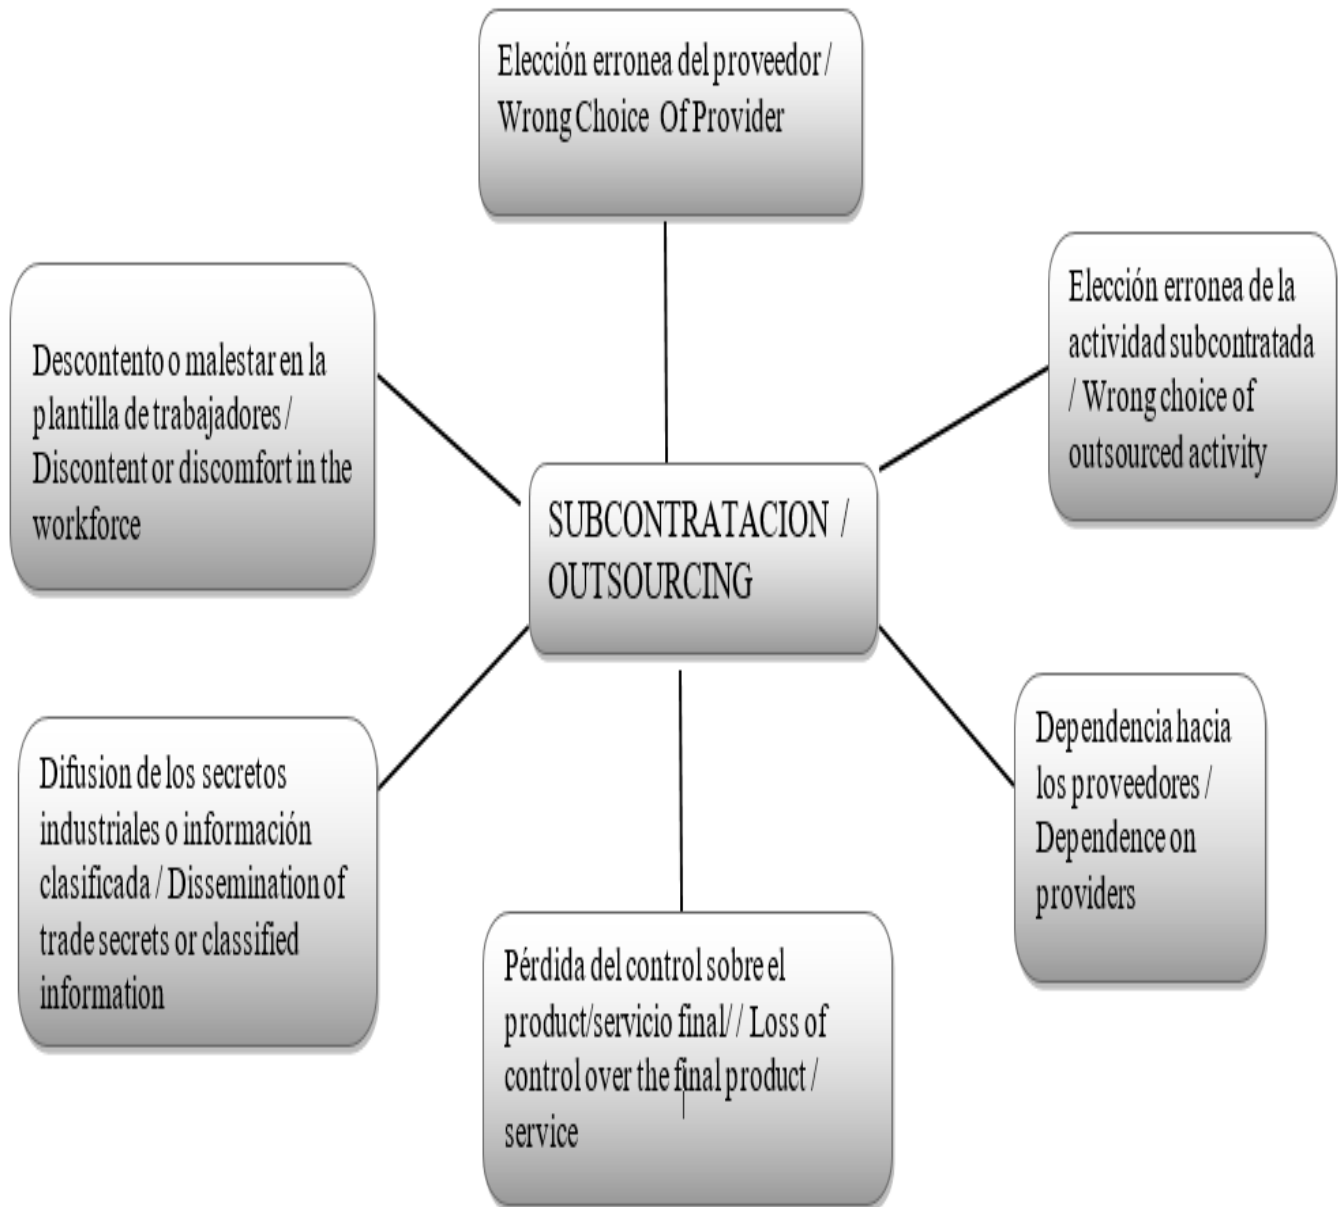 Elección erronea del proveedor /
Wrong Choice Of Provider
Elección erronea de la
actividad subcontratada
/ Wrong choice of
outsourced activity
Descontento o malestar en la
plantilla de trabajadores /
Discontent or discomfort in the
workforce
SUBCONTRATACION /
OUTSOURCING
Dependencia hacia
los proveedores /
Dependence on
providers
Difusion de los secretos
industriales o información
clasificada / Dissemination of
trade secrets or classified
information
Pérdida del control sobre el
product/servicio final/ / Loss of
control over the final product /
service